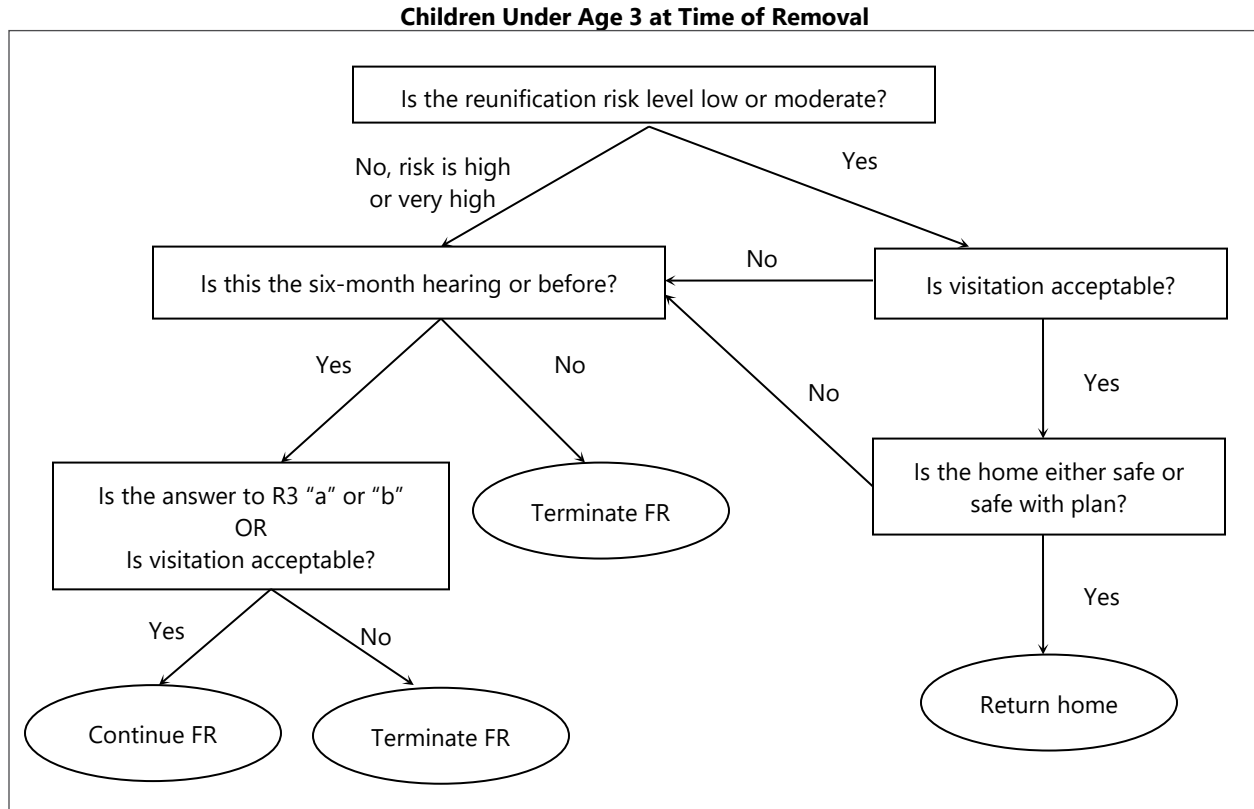 Children Under Age 3 at Time of Removal
Is the reunification risk level low or moderate?
No, risk is high
or very high
Yes
Is this the six-month hearing or before?
No
Is visitation acceptable?
Yes
No
No
Yes
Is the answer to R3 “a” or “b”
OR
Is visitation acceptable?
Terminate FR
Is the home either safe or
safe with plan?
Yes
No
Yes
Continue FR
Terminate FR
Return home